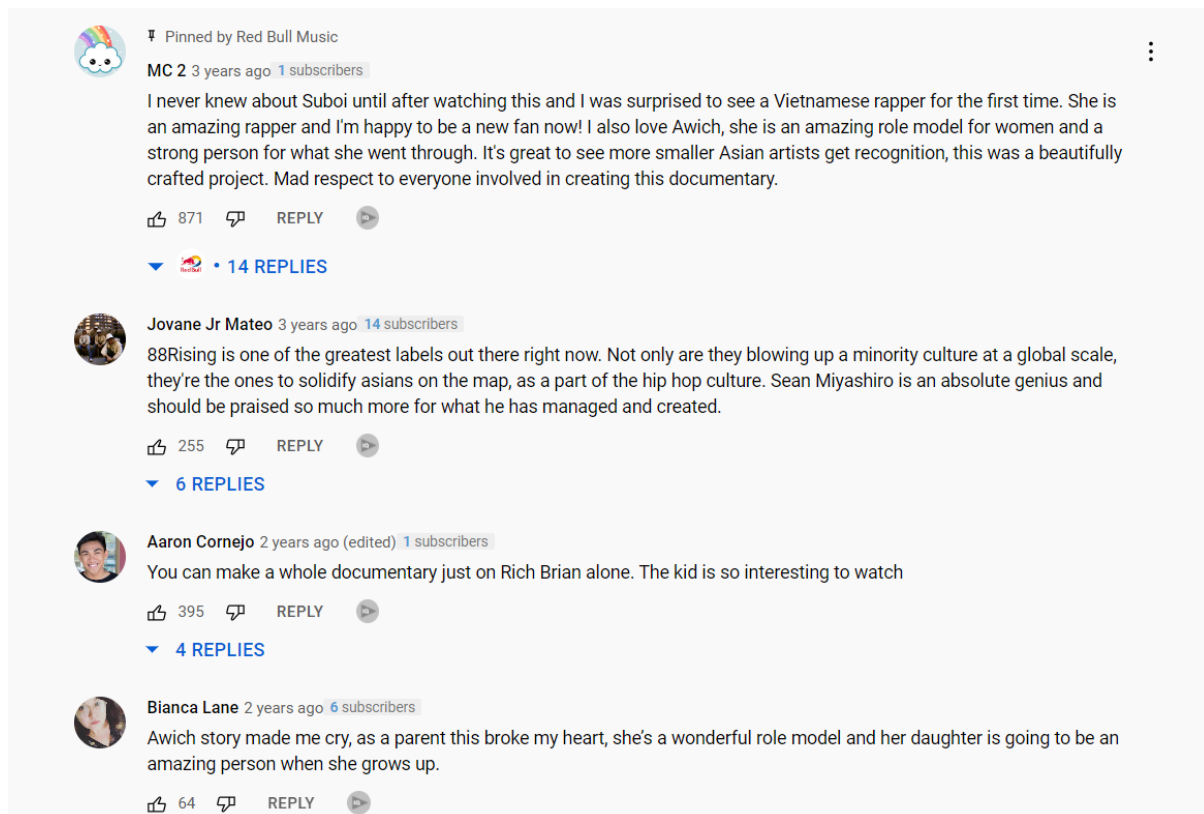 Pinned by Red Bull Music
MC 2 3 years ago 1 subscribers
I never knew about Suboi until after watching this and I was surprised to see a Vietnamese rapper for the first time. She is
an amazing rapper and I'm happy to be a new fan now! I also love Awich, she is an amazing role model for women and a
strong person for what she went through. It's great to see more smaller Asian artists get recognition, this was a beautifully
crafted project. Mad respect to everyone involved in creating this documentary.
871 REPLY
Red Bull • 14 REPLIES
Jovane Jr Mateo 3 years ago 14 subscribers
88Rising is one of the greatest labels out there right now. Not only are they blowing up a minority culture at a global scale,
they're the ones to solidify asians on the map, as a part of the hip hop culture. Sean Miyashiro is an absolute genius and
should be praised so much more for what he has managed and created.
255 REPLY
6 REPLIES
Aaron Cornejo 2 years ago (edited) 1 subscribers
You can make a whole documentary just on Rich Brian alone. The kid is so interesting to watch
395 REPLY
4 REPLIES
Bianca Lane 2 years ago 6 subscribers
Awich story made me cry, as a parent this broke my heart, she's a wonderful role model and her daughter is going to be an
amazing person when she grows up.
64 REPLY